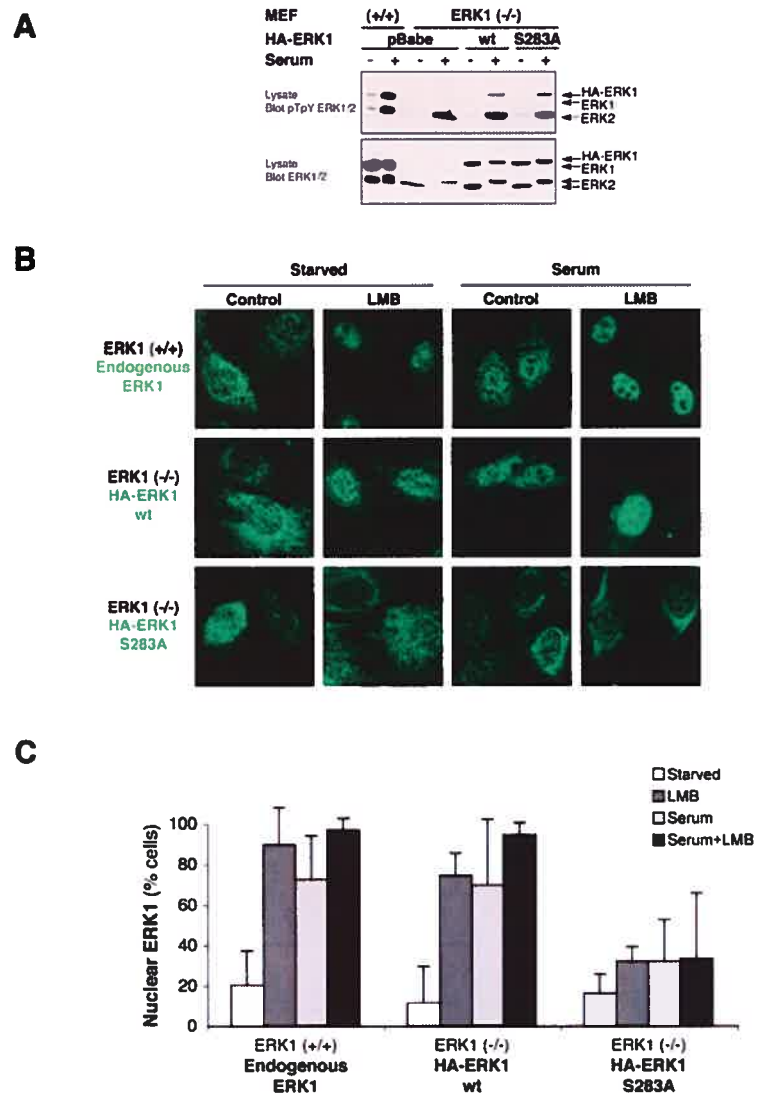 A
MEF (+/+) ERK1 (-/-)
HA-ERK1 pBabe wt S283A
Serum - + - + - + - +
Lysate
Blot pTpY ERK1/2
HA-ERK1
ERK1
ERK2
Lysate
Blot ERK1/2
HA-ERK1
ERK1
ERK2
B
Starved Serum
Control LMB Control LMB
ERK1 (+/+)
Endogenous
ERK1
ERK1 (-/-)
HA-ERK1
wt
ERK1 (-/-)
HA-ERK1
S283A
C
Starved
LMB
Serum
Serum+LMB
Nuclear ERK1 (% cells)
100
80
60
40
20
0
ERK1 (+/+) ERK1 (-/-) ERK1 (-/-)
Endogenous HA-ERK1 HA-ERK1
ERK1 wt S283A